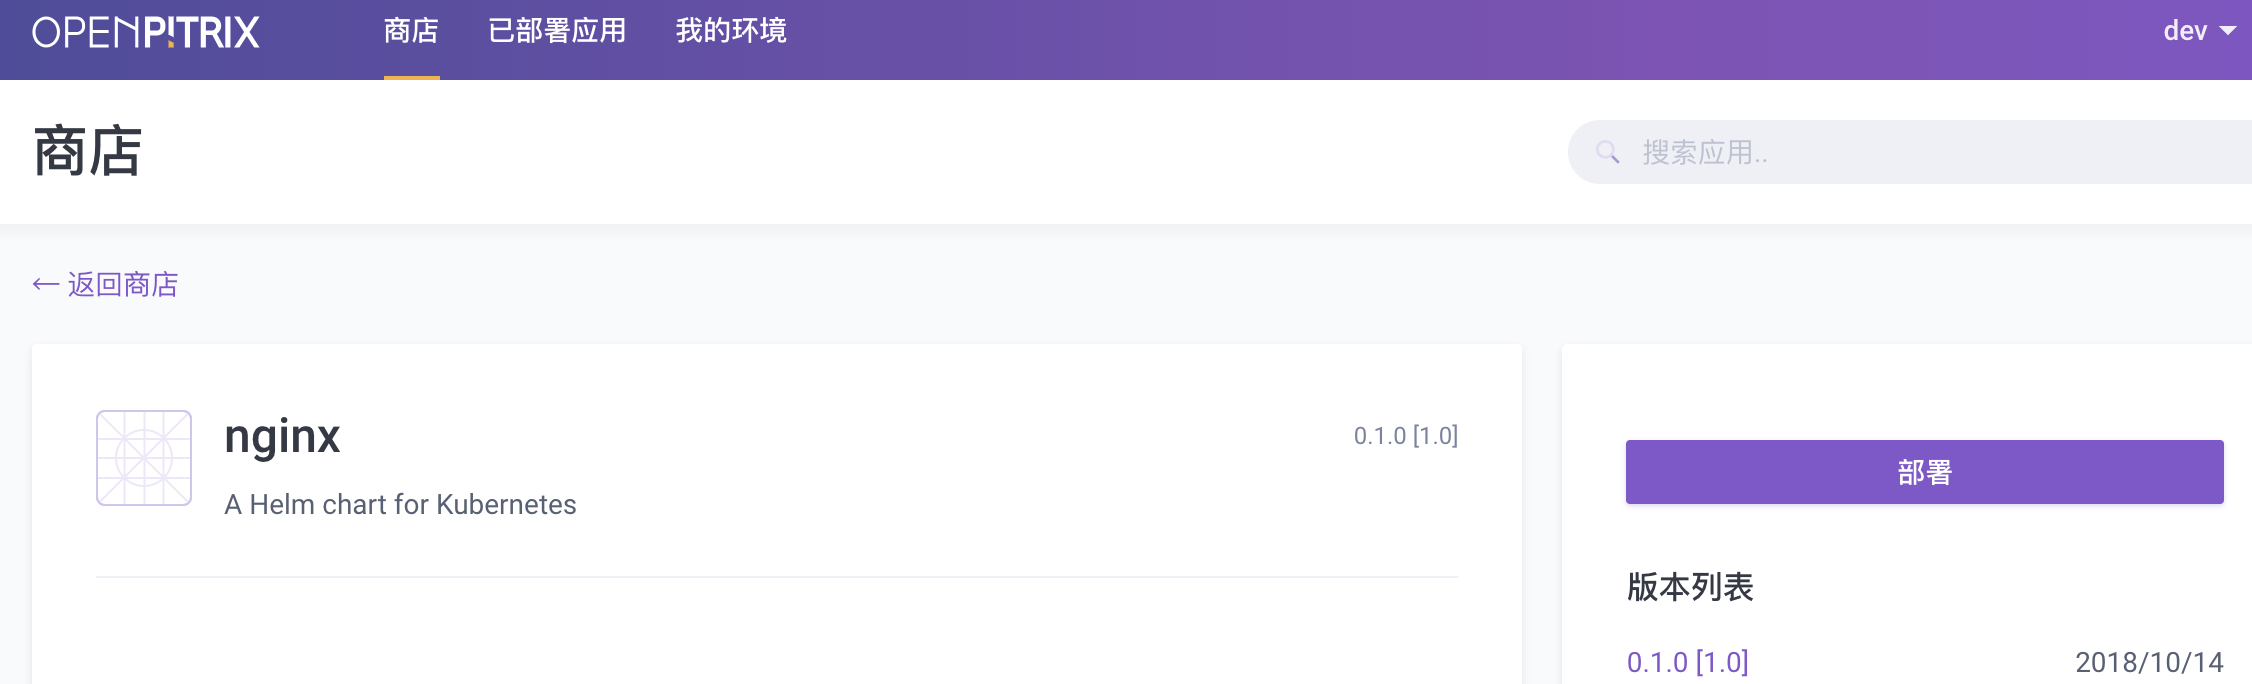 OPENPITRIX 商店 已部署应用 我的环境 dev
商店
搜索应用..
← 返回商店
nginx
0.1.0 [1.0]
A Helm chart for Kubernetes
部署
版本列表
0.1.0 [1.0] 2018/10/14